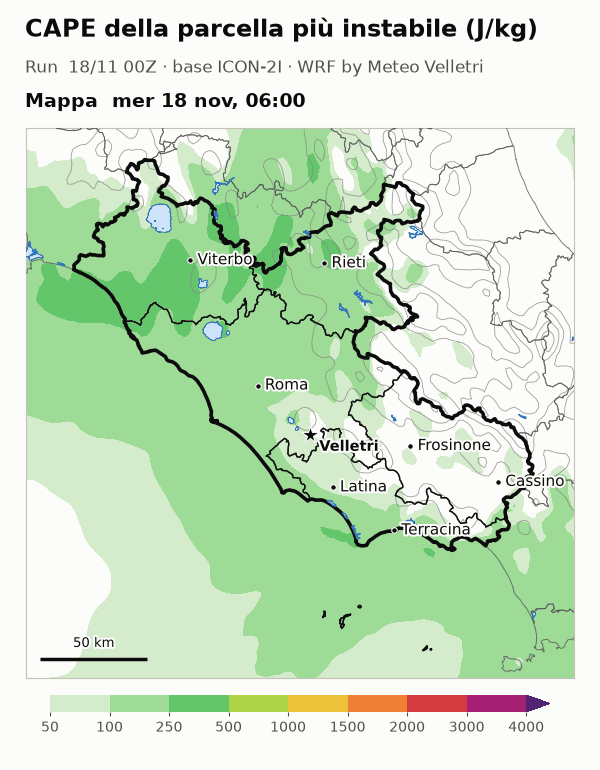 CAPE della parcella più instabile (J/kg)
Run  18/11 00Z · base ICON-2I · WRF by Meteo Velletri
Mappa  mer 18 nov, 06:00
Viterbo
Rieti
Roma
Velletri
Frosinone
Latina
Cassino
Terracina
50 km
50 100 250 500 1000 1500 2000 3000 4000